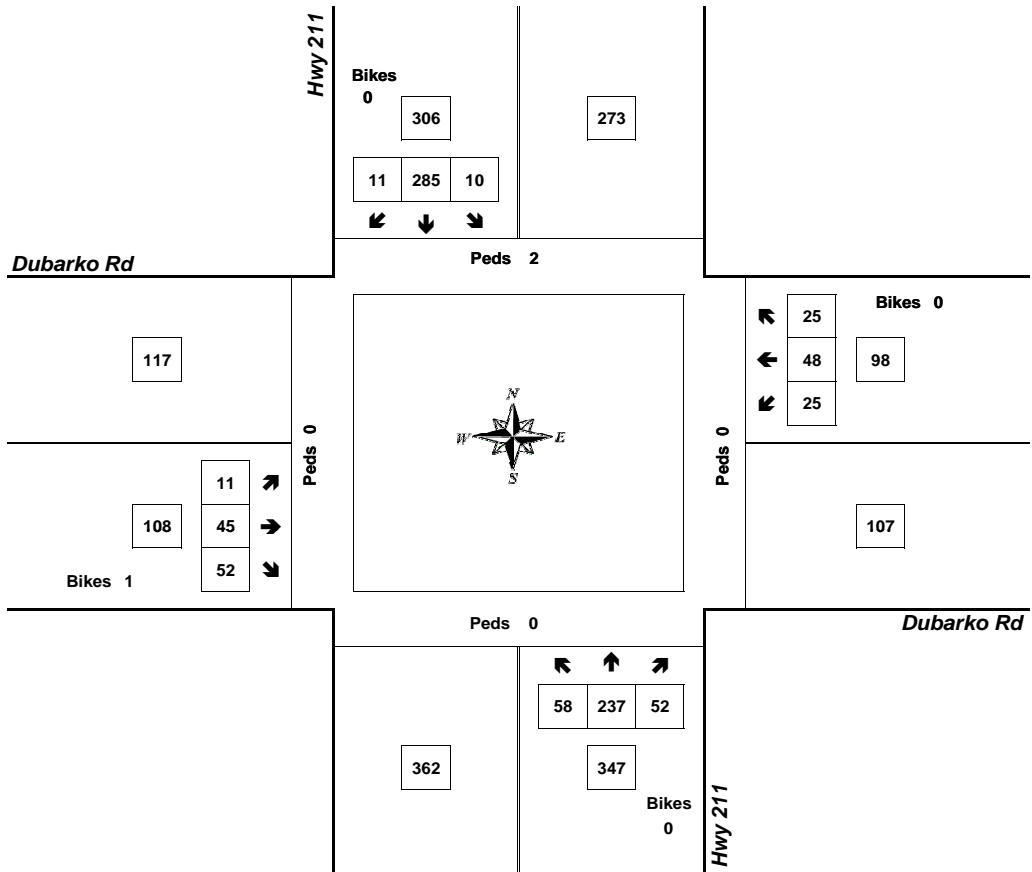 Hwy 211
Bikes
0
306
273
11 285 10
Peds 2
Dubarko Rd
Bikes 0
25
117
48
98
25
N
W E
S
Peds 0
Peds 0
11
108
45
107
52
Bikes 1
Peds 0
Dubarko Rd
58 237 52
362
347
Bikes
0
Hwy 211